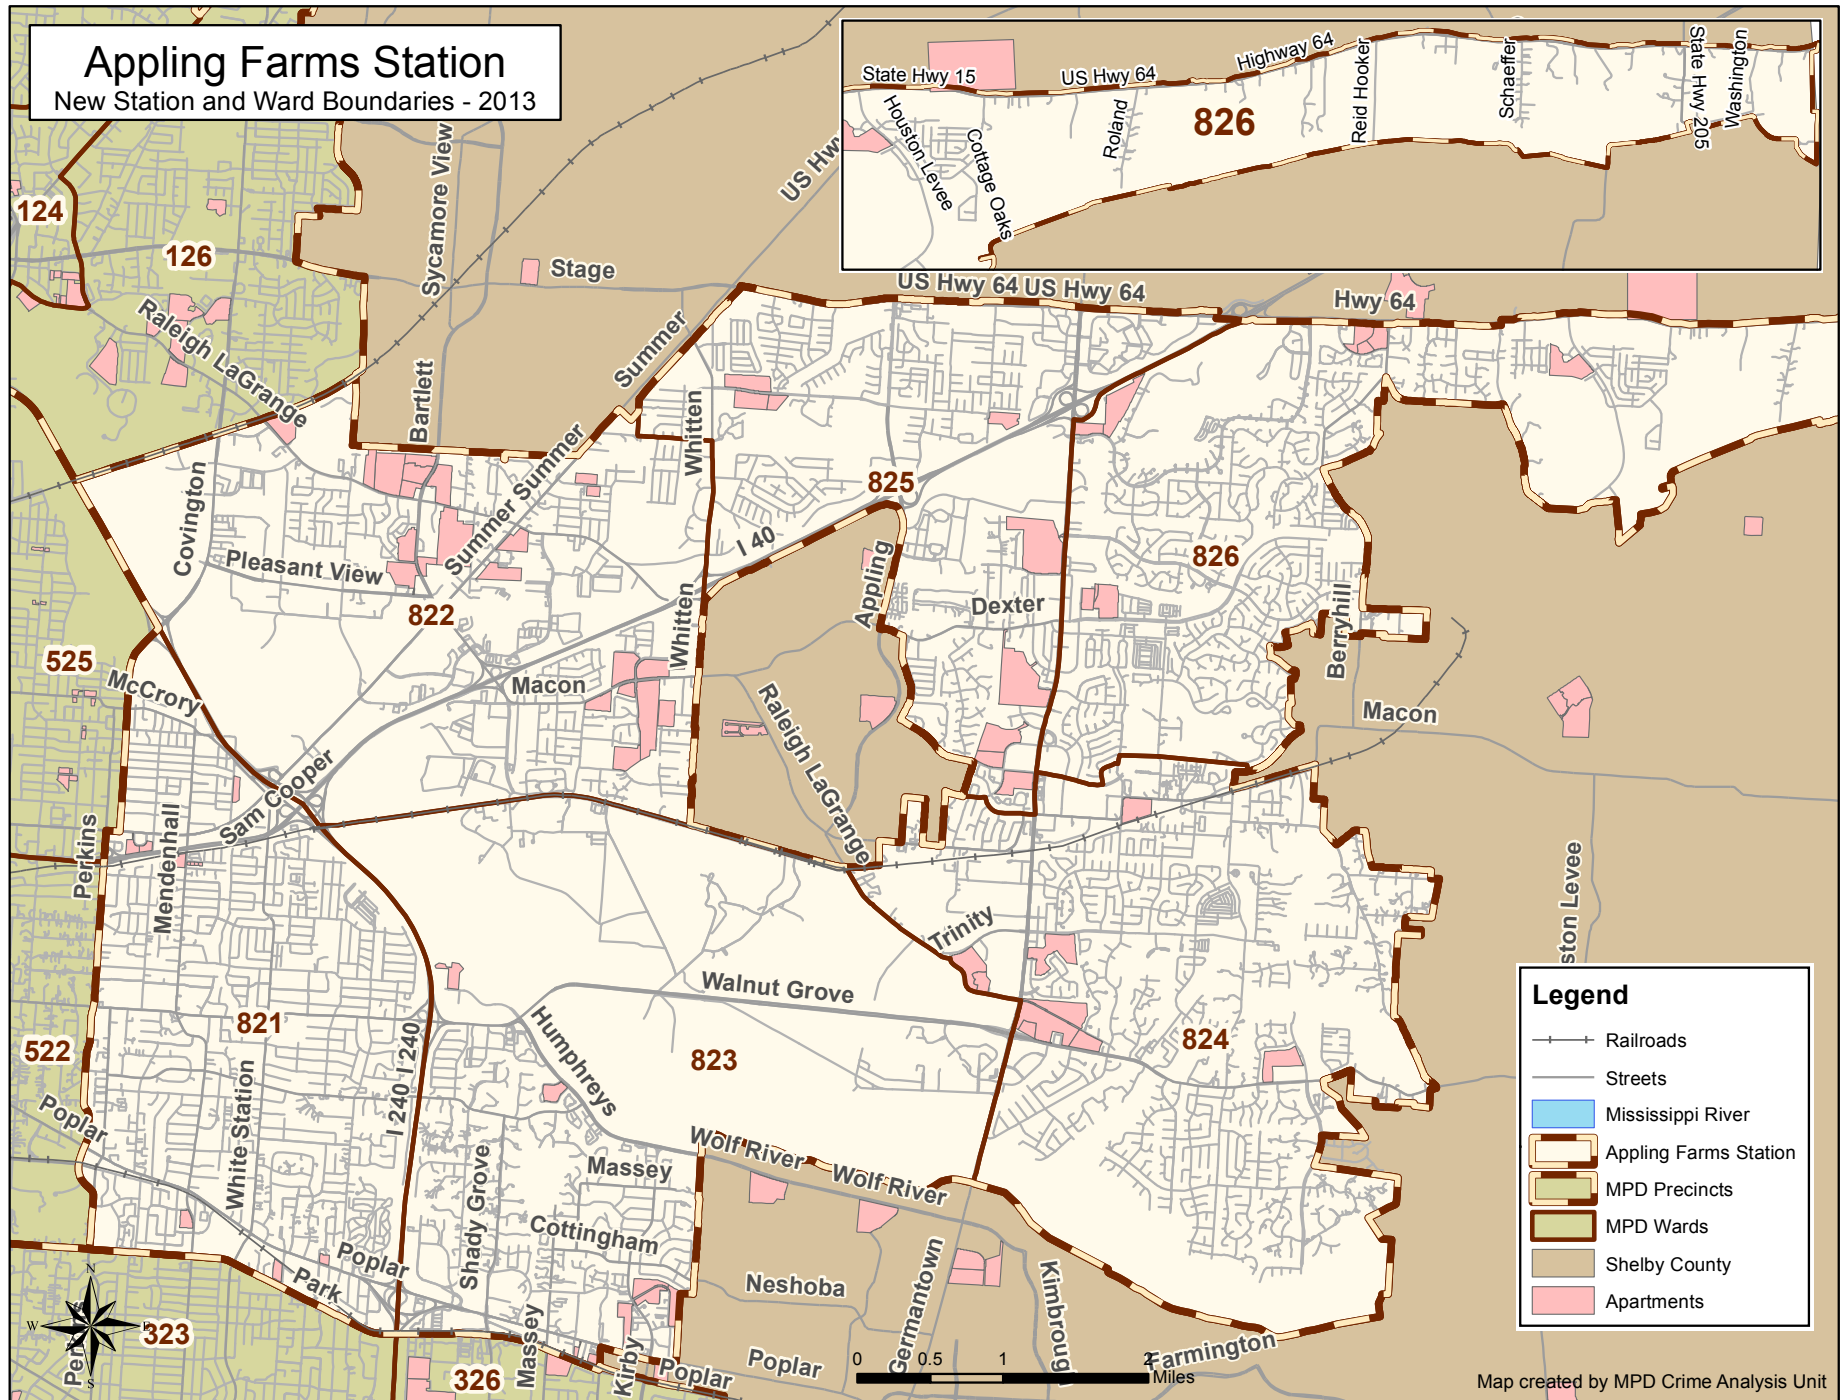 Appling Farms Station
New Station and Ward Boundaries - 2013
State Hwy 15
US Hwy 64
Highway 64
Houston Levee
Cottage Oaks
Roland
826
Reid Hooker
Schaeffer
State Hwy 205
Washington
124
126
Sycamore View
US Hwy
Stage
US Hwy 64
US Hwy 64
Hwy 64
Raleigh LaGrange
Bartlett
Summer
Whitten
Covington
Summer
Summer
825
I 40
Pleasant View
822
Appling
Dexter
826
Berryhill
525
McCrory
Whitten
Macon
Macon
Raleigh LaGrange
Sam Cooper
Perkins
Mendenhall
Trinity
ston Levee
Walnut Grove
821
I 240
I 240
Humphreys
823
824
522
Poplar
White Station
Shady Grove
Wolf River
Massey
Wolf River
Cottingham
Poplar
Park
Neshoba
Germantown
Kimbrough
Massey
Kirby
Poplar
Poplar
Farmington
323
326
N
W
E
S
0
0.5
1
2
Miles
Legend
Railroads
Streets
Mississippi River
Appling Farms Station
MPD Precincts
MPD Wards
Shelby County
Apartments
Map created by MPD Crime Analysis Unit